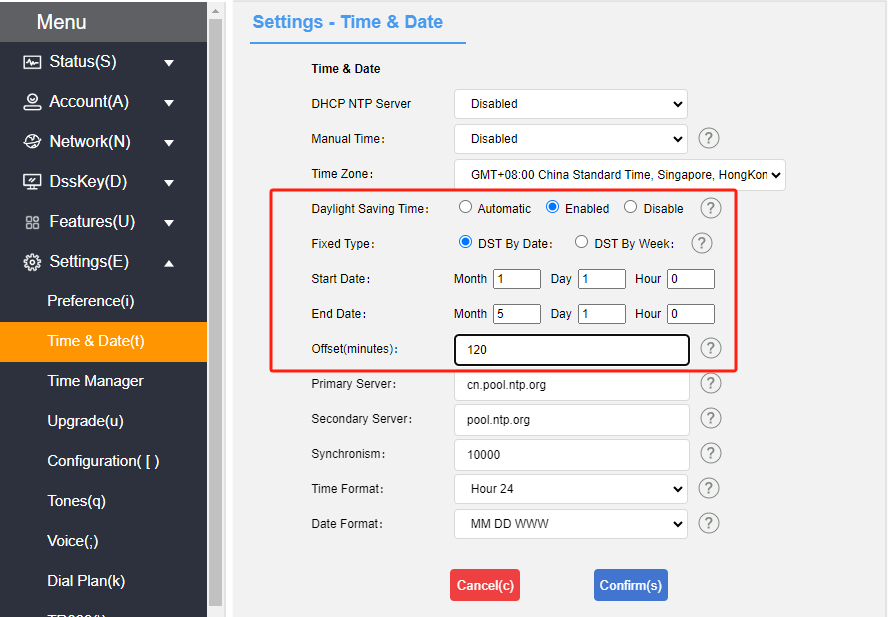 Menu
Status(S)
Account(A)
Network(N)
DssKey(D)
Features(U)
Settings(E)
Preference(i)
Time & Date(t)
Time Manager
Upgrade(u)
Configuration( [ )
Tones(q)
Voice(;)
Dial Plan(k)
Settings - Time & Date
Time & Date
DHCP NTP Server Disabled
Manual Time: Disabled ?
Time Zone: GMT+08:00 China Standard Time, Singapore, HongKon
Daylight Saving Time: Automatic Enabled Disable ?
Fixed Type: DST By Date: DST By Week: ?
Start Date: Month 1 Day 1 Hour 0
End Date: Month 5 Day 1 Hour 0
Offset(minutes): 120 ?
Primary Server: cn.pool.ntp.org ?
Secondary Server: pool.ntp.org ?
Synchronism: 10000 ?
Time Format: Hour 24 ?
Date Format: MM DD WWW ?
Cancel(c) Confirm(s)